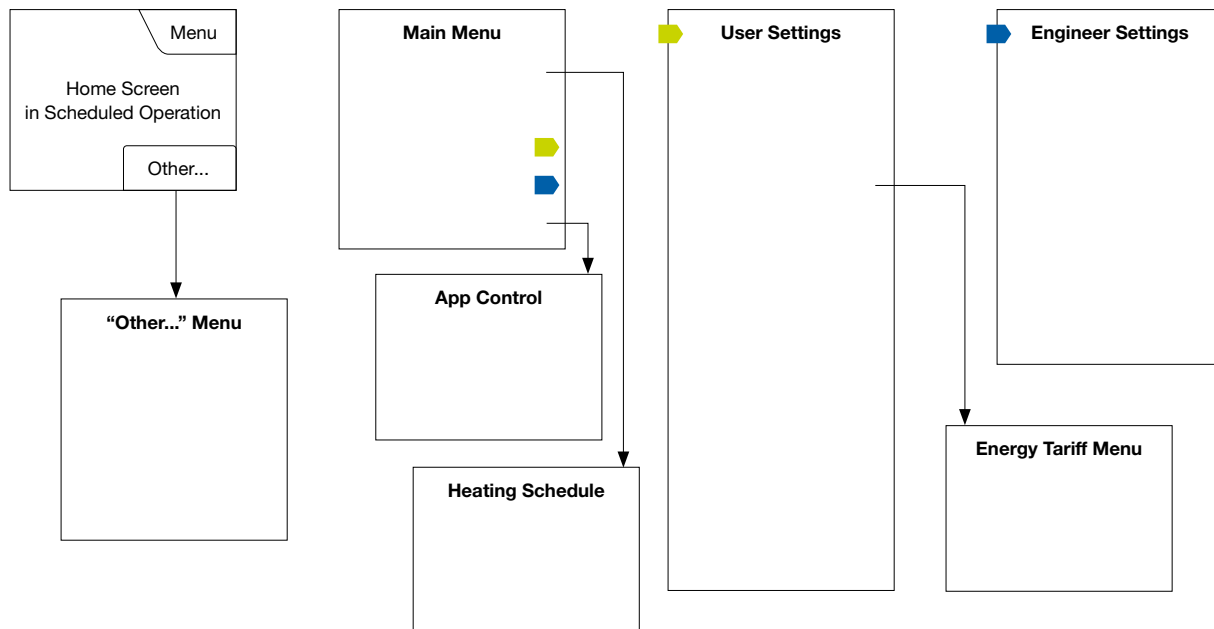 Menu
Home Screen
in Scheduled Operation
Other...
“Other...” Menu
Main Menu
App Control
Heating Schedule
User Settings
Engineer Settings
Energy Tariff Menu